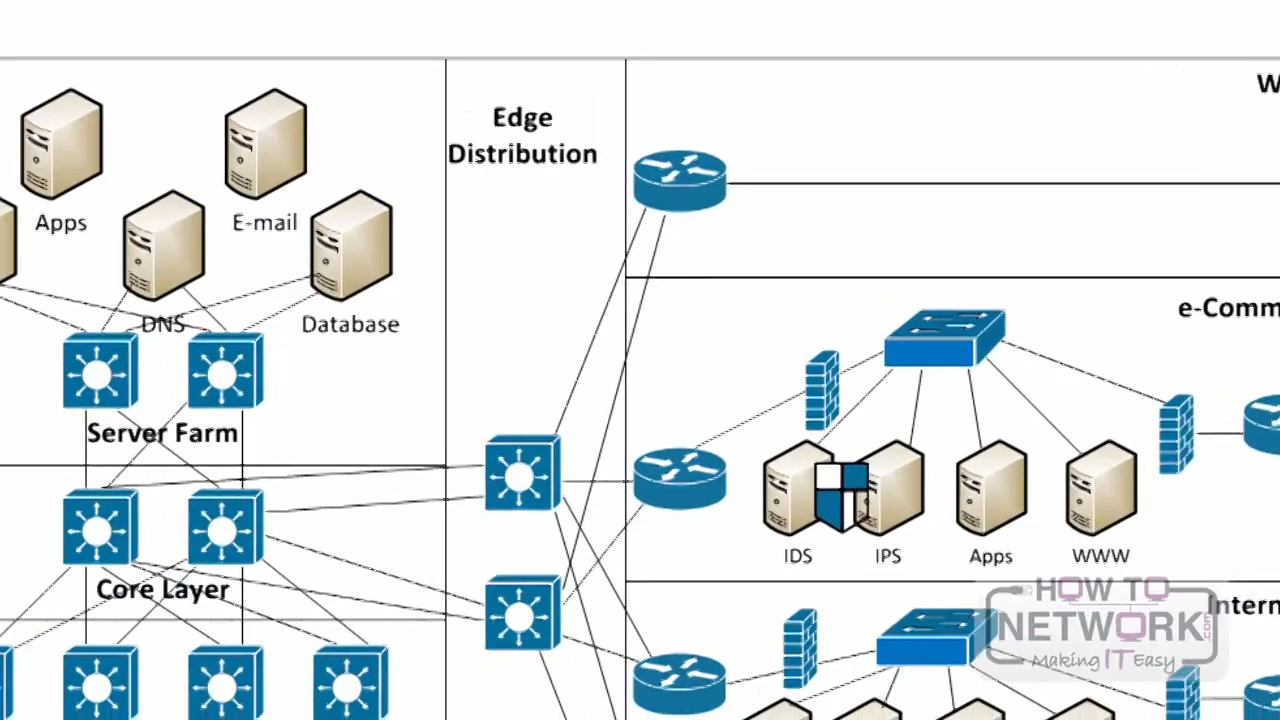 W
Edge
Distribution
Apps
E-mail
DNS
Database
e-Comm
Server Farm
IDS
IPS
Apps
WWW
Core Layer
HOW TO
NETWORK.com
Making IT Easy
Intern